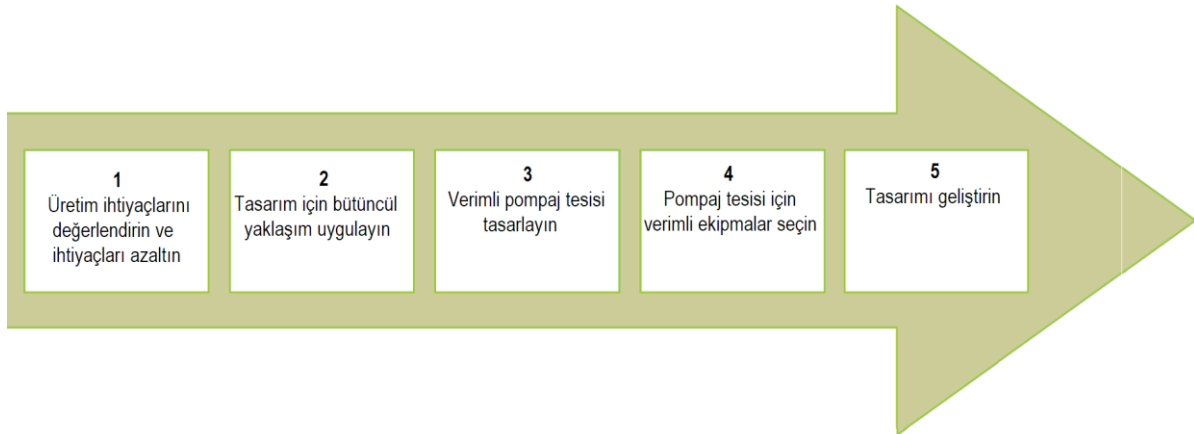 1
Üretim ihtiyaçlarını
değerlendirin ve
ihtiyaçları azaltın
2
Tasarım için bütüncül
yaklaşım uygulayın
3
Verimli pompaj tesisi
tasarlayın
4
Pompaj tesisi için
verimli ekipmalar seçin
5
Tasarımı geliştirin